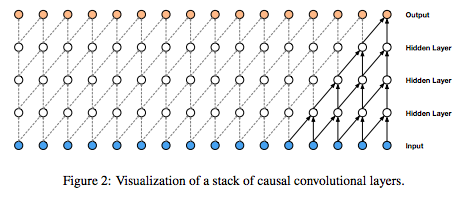 Output
Hidden Layer
Hidden Layer
Hidden Layer
Input
Figure 2: Visualization of a stack of causal convolutional layers.